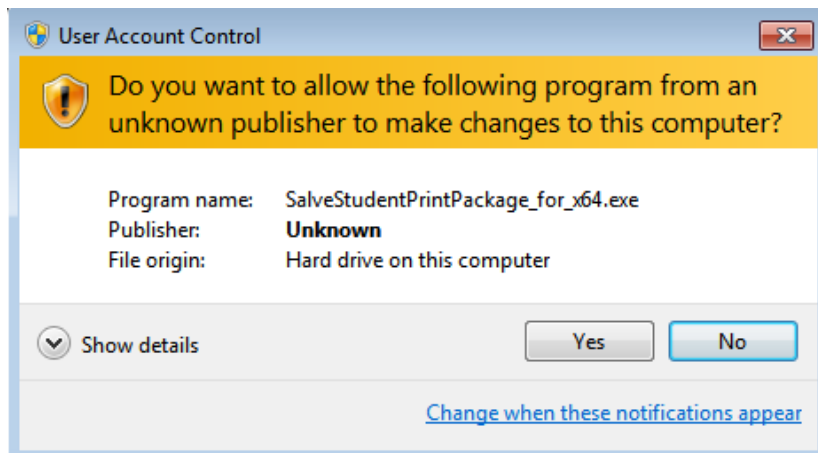 User Account Control
Do you want to allow the following program from an
unknown publisher to make changes to this computer?
Program name: SalveStudentPrintPackage_for_x64.exe
Publisher: Unknown
File origin: Hard drive on this computer
Show details Yes No
Change when these notifications appear